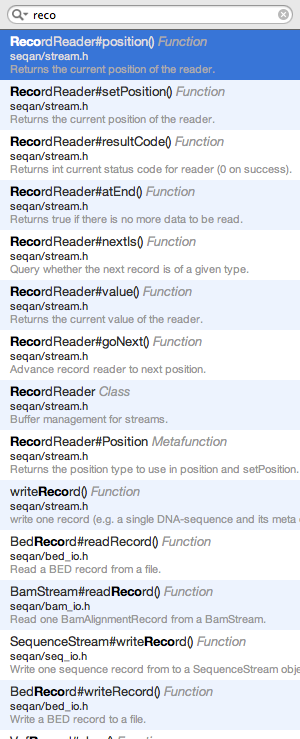 reco
RecordReader#position() Function
seqan/stream.h
Returns the current position of the reader.
RecordReader#setPosition() Function
seqan/stream.h
Returns the current position of the reader.
RecordReader#resultCode() Function
seqan/stream.h
Returns int current status code for reader (0 on success).
RecordReader#atEnd() Function
seqan/stream.h
Returns true if there is no more data to be read.
RecordReader#nextIs() Function
seqan/stream.h
Query whether the next record is of a given type.
RecordReader#value() Function
seqan/stream.h
Returns the current value of the reader.
RecordReader#goNext() Function
seqan/stream.h
Advance record reader to next position.
RecordReader Class
seqan/stream.h
Buffer management for streams.
RecordReader#Position Metafunction
seqan/stream.h
Returns the position type to use in position and setPosition.
writeRecord() Function
seqan/stream.h
write one record (e.g. a single DNA-sequence and its meta
BedRecord#readRecord() Function
seqan/bed_io.h
Read a BED record from a file.
BamStream#readRecord() Function
seqan/bam_io.h
Read one BamAlignmentRecord from a BamStream.
SequenceStream#writeRecord() Function
seqan/seq_io.h
Write one sequence record from to a SequenceStream obje
BedRecord#writeRecord() Function
seqan/bed_io.h
Write a BED record to a file.